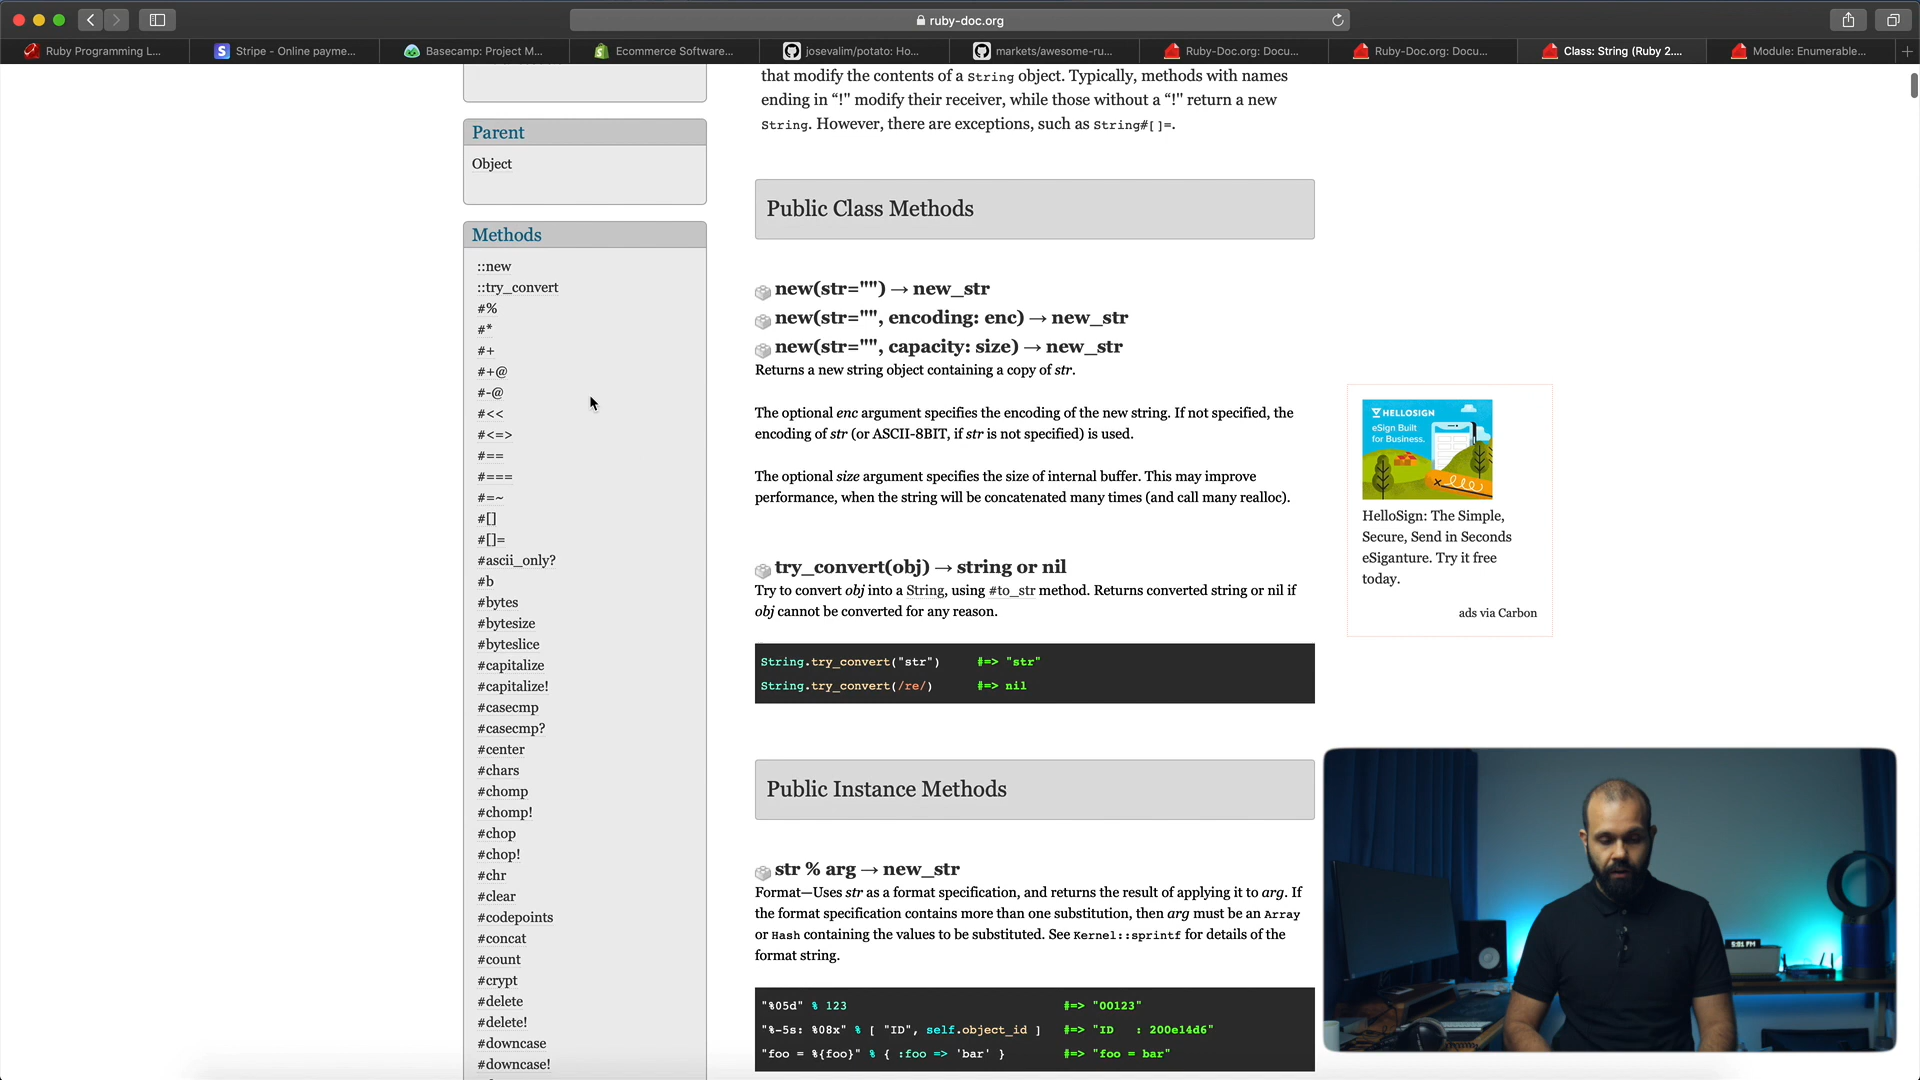 ruby-doc.org
Ruby Programming L...
Stripe - Online payme...
Basecamp: Project M...
Ecommerce Software...
josevalim/potato: Ho...
markets/awesome-ru...
Ruby-Doc.org: Docu...
Ruby-Doc.org: Docu...
Class: String (Ruby 2....
Module: Enumerable...
that modify the contents of a String object. Typically, methods with names
ending in “!" modify their receiver, while those without a “!" return a new
String. However, there are exceptions, such as String#[]=.
Parent
Object
Methods
::new
::try_convert
#%
#*
#+
#+@
#-@
#<<
#<=>
#==
#===
#=~
#[]
#[]=
#ascii_only?
#b
#bytes
#bytesize
#byteslice
#capitalize
#capitalize!
#casecmp
#casecmp?
#center
#chars
#chomp
#chomp!
#chop
#chop!
#chr
#clear
#codepoints
#concat
#count
#crypt
#delete
#delete!
#downcase
#downcase!
Public Class Methods
new(str="") → new_str
new(str="", encoding: enc) → new_str
new(str="", capacity: size) → new_str
Returns a new string object containing a copy of str.
The optional enc argument specifies the encoding of the new string. If not specified, the
encoding of str (or ASCII-8BIT, if str is not specified) is used.
The optional size argument specifies the size of internal buffer. This may improve
performance, when the string will be concatenated many times (and call many realloc).
try_convert(obj) → string or nil
Try to convert obj into a String, using #to_str method. Returns converted string or nil if
obj cannot be converted for any reason.
String.try_convert("str") #=> "str"
String.try_convert(/re/) #=> nil
Public Instance Methods
str % arg → new_str
Format—Uses str as a format specification, and returns the result of applying it to arg. If
the format specification contains more than one substitution, then arg must be an Array
or Hash containing the values to be substituted. See Kernel::sprintf for details of the
format string.
"%05d" % 123 #=> "00123"
"%-5s: %08x" % [ "ID", self.object_id ] #=> "ID : 200e14d6"
"foo = %{foo}" % { :foo => 'bar' } #=> "foo = bar"
HELLOSIGN
eSign Built
for Business.
HelloSign: The Simple,
Secure, Send in Seconds
eSiganture. Try it free
today.
ads via Carbon